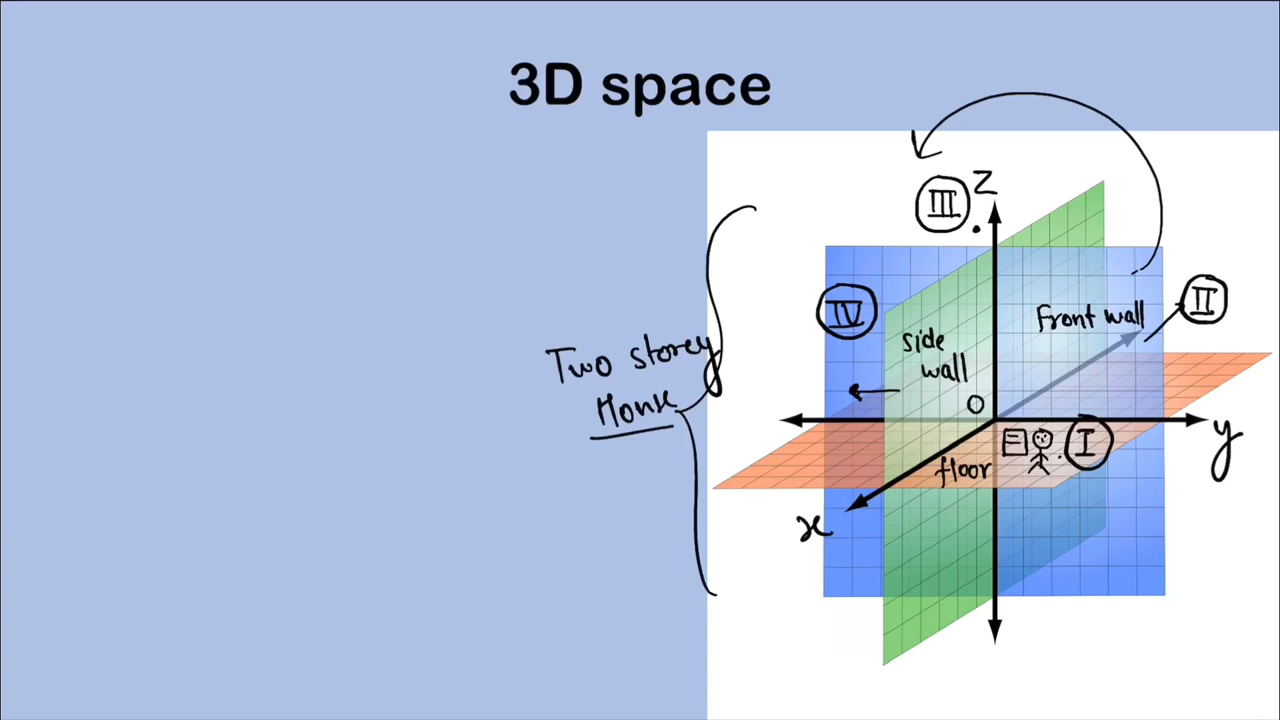 3D space
Z
III
II
IV
Front wall
side
wall
Two storey
House
O
I
y
floor
x